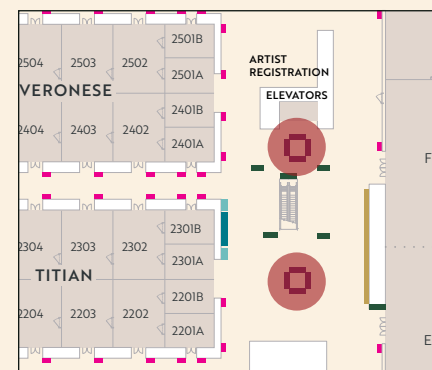 2501B
2504 2503 2502
2501A
VERONESE
2401B
2404 2403 2402
2401A
ARTIST
REGISTRATION
ELEVATORS
2301B
2304 2303 2302
2301A
TITIAN
2201B
2204 2203 2202
2201A
F
E